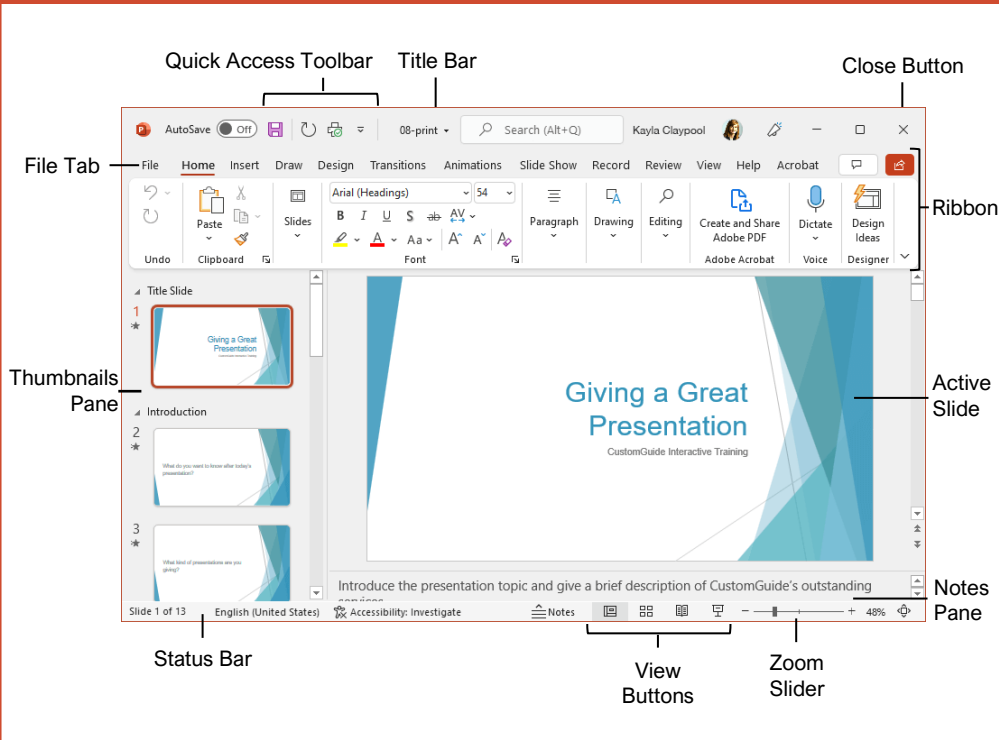 Quick Access Toolbar
Title Bar
Close Button
AutoSave Off 08-print Search (Alt+Q) Kayla Claypool
File Tab
File Home Insert Draw Design Transitions Animations Slide Show Record Review View Help Acrobat
Ribbon
Arial (Headings) 54
Paste Slides Paragraph Drawing Editing Create and Share Dictate Design
B I U S ab AV
Adobe PDF Ideas
A Aa A A A
Undo Clipboard Font Adobe Acrobat Voice Designer
Title Slide
1
Giving a Great
Presentation
CustomGuide Interactive Training
Thumbnails
Pane
Introduction
2
What do you want to know after today's
presentation?
3
What kind of presentations are you
giving?
Giving a Great
Presentation
CustomGuide Interactive Training
Active
Slide
Introduce the presentation topic and give a brief description of CustomGuide's outstanding
Notes
Pane
Slide 1 of 13 English (United States) Accessibility: Investigate Notes 48%
Status Bar
View
Buttons
Zoom
Slider